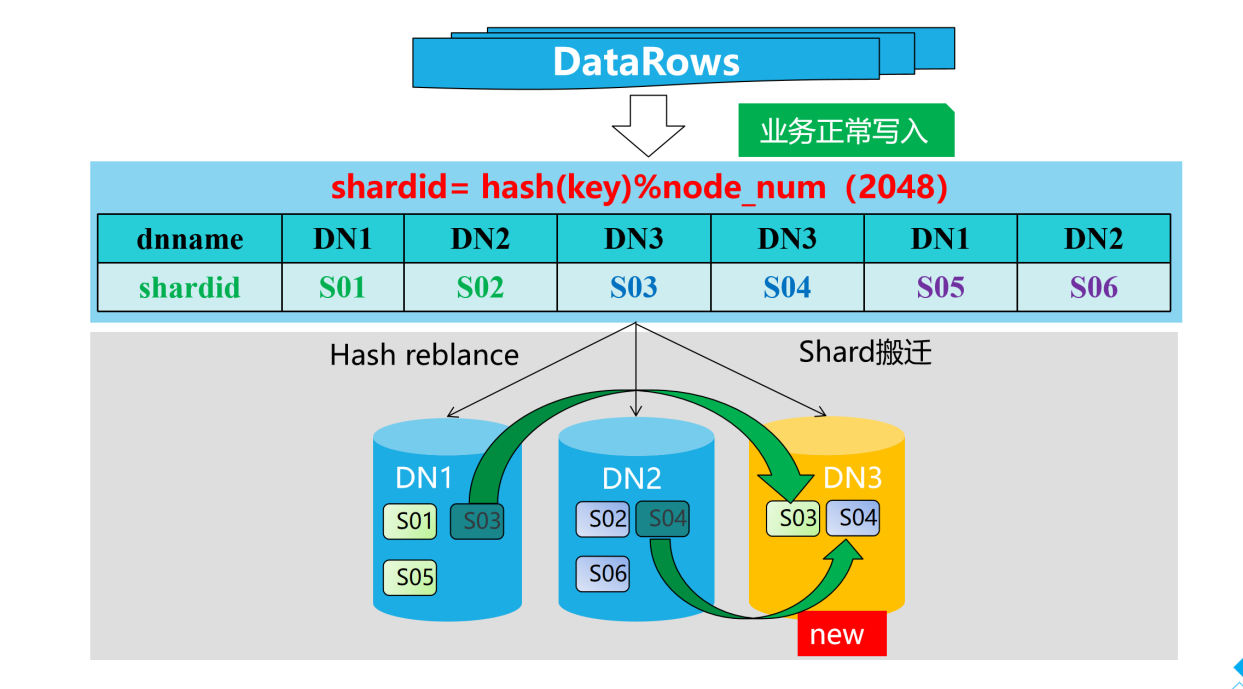 DataRows
业务正常写入
shardid= hash(key)%node_num（2048）
dnname DN1 DN2 DN3 DN3 DN1 DN2
shardid S01 S02 S03 S04 S05 S06
Hash reblance
Shard搬迁
DN1
S01 S03
S05
DN2
S02 S04
S06
DN3
S03 S04
new